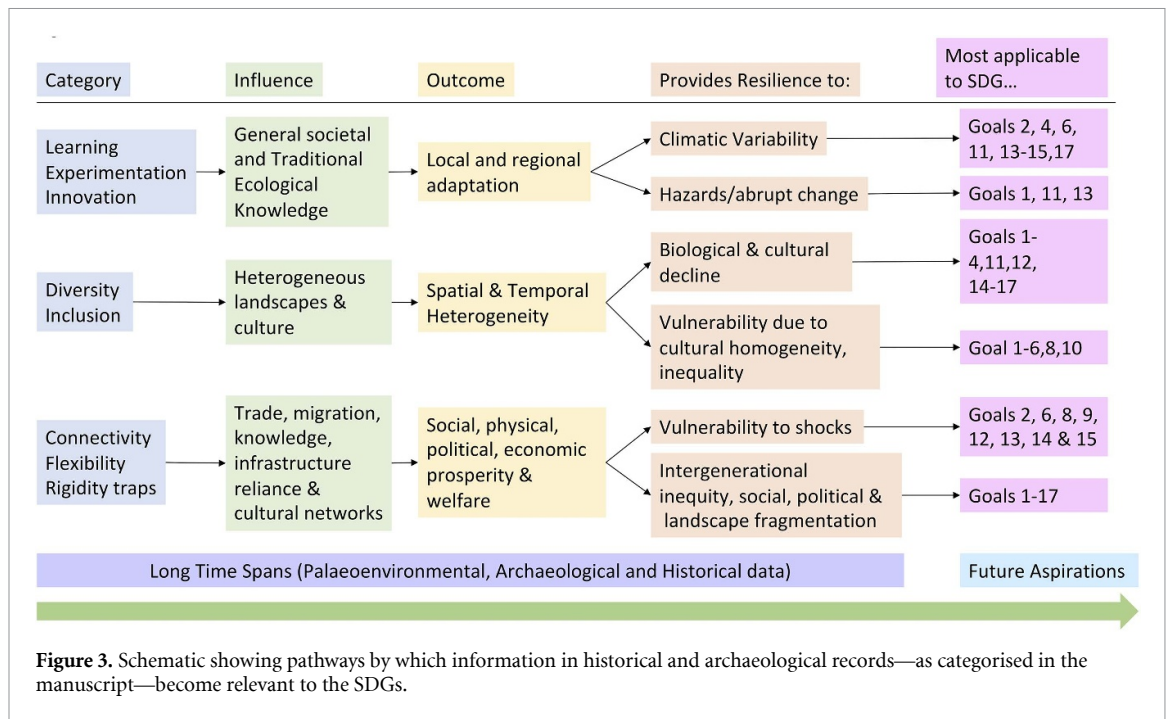 Category
Influence
Outcome
Provides Resilience to:
Most applicable
to SDG...
Learning
Experimentation
Innovation
General societal
and Traditional
Ecological
Knowledge
Local and regional
adaptation
Climatic Variability
Goals 2, 4, 6,
11, 13-15,17
Hazards/abrupt change
Goals 1, 11, 13
Diversity
Inclusion
Heterogeneous
landscapes &
culture
Spatial & Temporal
Heterogeneity
Biological & cultural
decline
Goals 1-
4,11,12,
14-17
Vulnerability due to
cultural homogeneity,
inequality
Goal 1-6,8,10
Connectivity
Flexibility
Rigidity traps
Trade, migration,
knowledge,
infrastructure
reliance &
cultural networks
Social, physical,
political, economic
prosperity &
welfare
Vulnerability to shocks
Goals 2, 6, 8, 9,
12, 13, 14 & 15
Intergenerational
inequity, social, political &
landscape fragmentation
Goals 1-17
Long Time Spans (Palaeoenvironmental, Archaeological and Historical data)
Future Aspirations
Figure 3. Schematic showing pathways by which information in historical and archaeological records—as categorised in the
manuscript—become relevant to the SDGs.